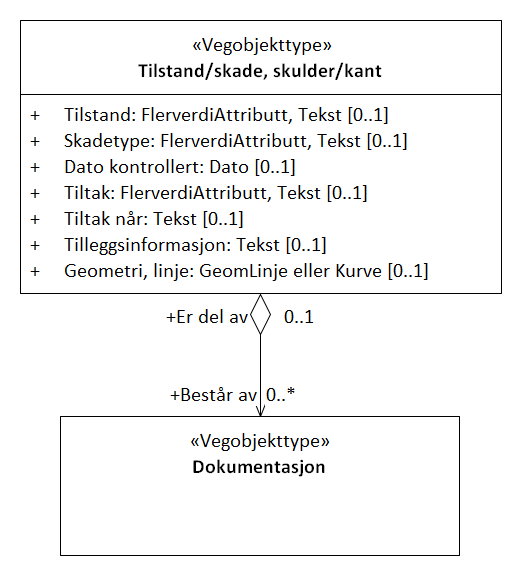 «Vegobjekttype»
Tilstand/skade, skulder/kant
+ Tilstand: FlerverdiAttributt, Tekst [0..1]
+ Skadetype: FlerverdiAttributt, Tekst [0..1]
+ Dato kontrollert: Dato [0..1]
+ Tiltak: FlerverdiAttributt, Tekst [0..1]
+ Tiltak når: Tekst [0..1]
+ Tilleggsinformasjon: Tekst [0..1]
+ Geometri, linje: GeomLinje eller Kurve [0..1]
+Er del av 0..1
+Består av 0..*
«Vegobjekttype»
Dokumentasjon